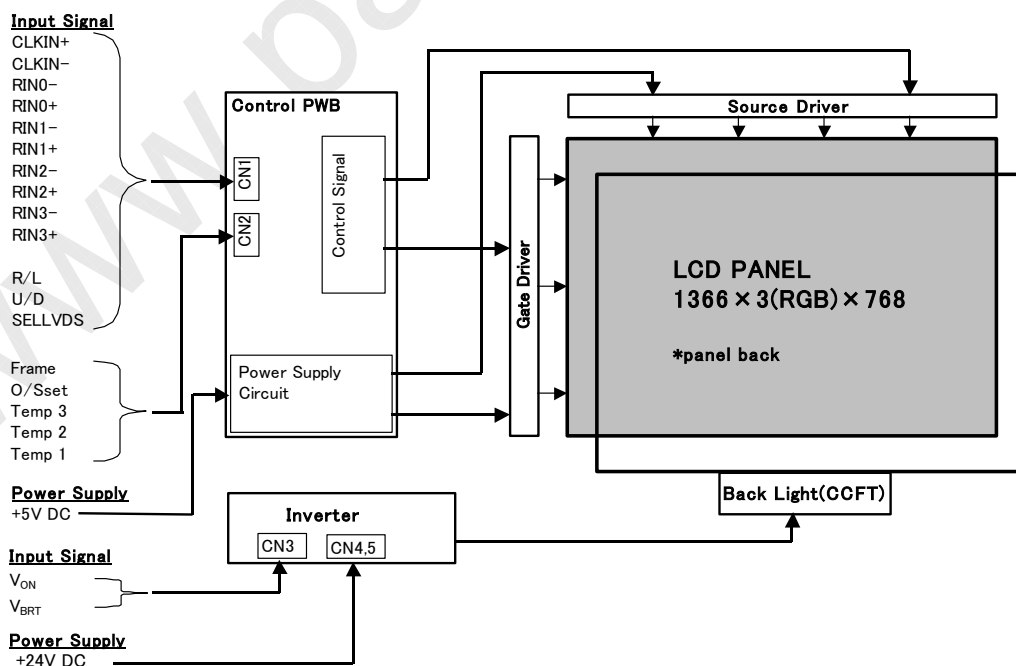 Input Signal
CLKIN+
CLKIN-
RIN0-
RIN0+
RIN1-
RIN1+
RIN2-
RIN2+
RIN3-
RIN3+
R/L
U/D
SELLVDS
Frame
O/Sset
Temp 3
Temp 2
Temp 1
Power Supply
+5V DC
Input Signal
VON
VBRT
Power Supply
+24V DC
Control PWB
CN1
CN2
Control Signal
Power Supply
Circuit
Inverter
CN3
CN4,5
Source Driver
Gate Driver
LCD PANEL
1366×3(RGB)×768
*panel back
Back Light(CCFT)